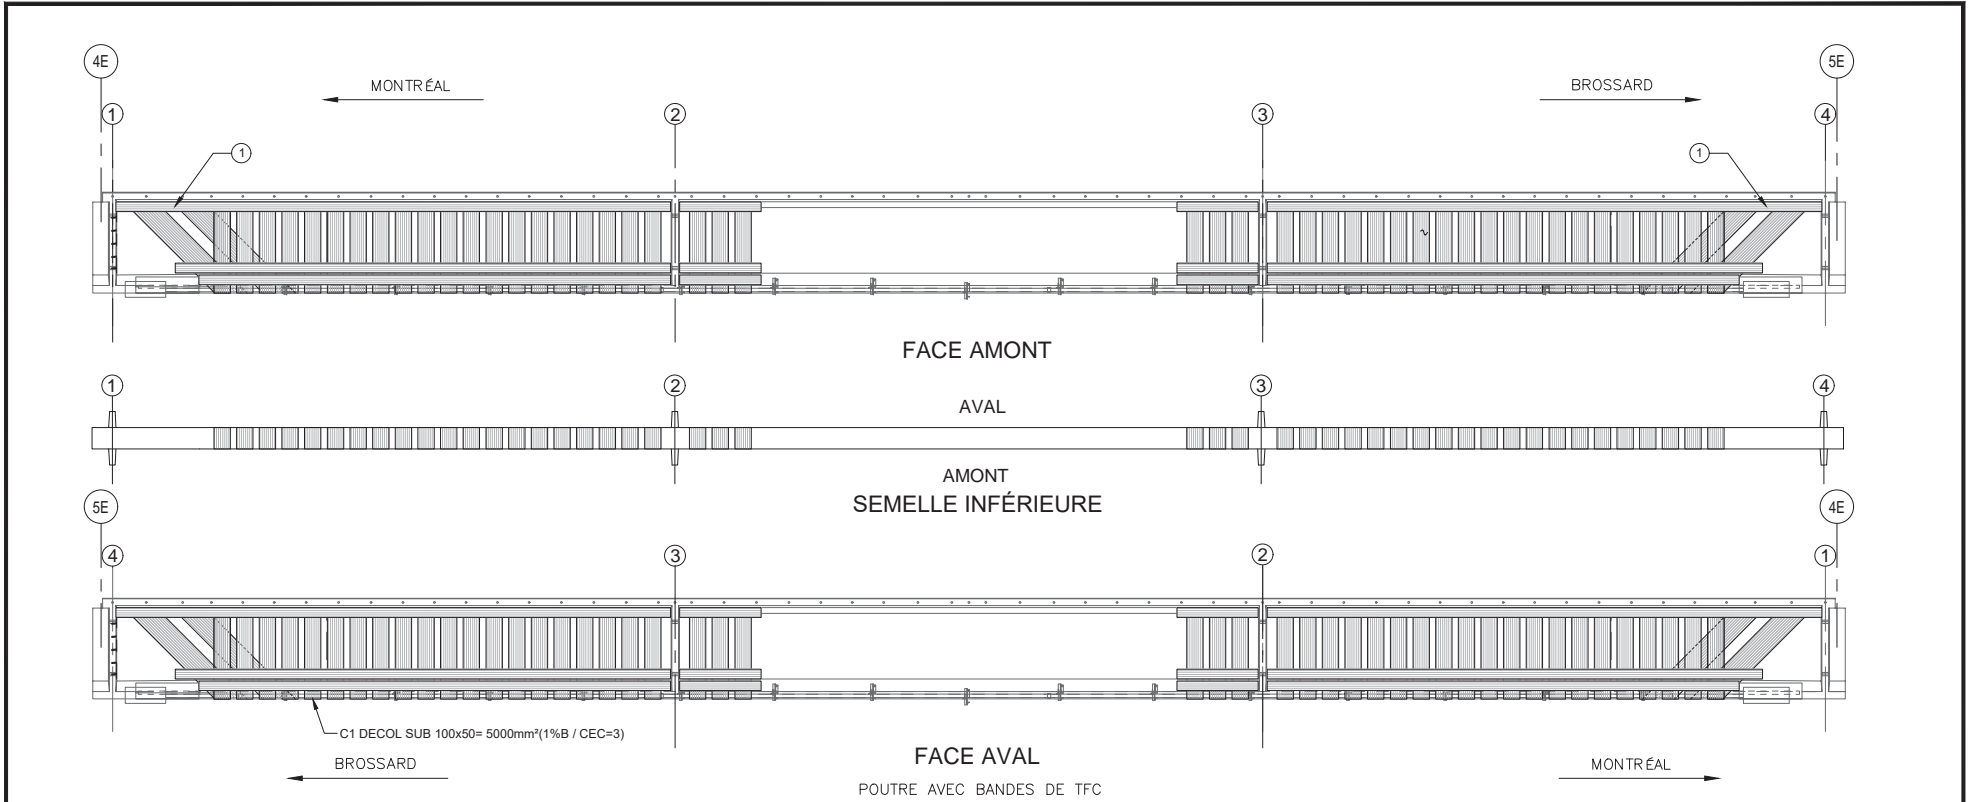 4E
5E
MONTRÉAL
BROSSARD
1
2
3
4
1
1
FACE AMONT
1
2
3
4
AVAL
AMONT
SEMELLE INFÉRIEURE
5E
4E
4
3
2
1
C1 DECOL SUB 100x50= 5000mm²(1%B / CEC=3)
BROSSARD
FACE AVAL
MONTRÉAL
POUTRE AVEC BANDES DE TFC